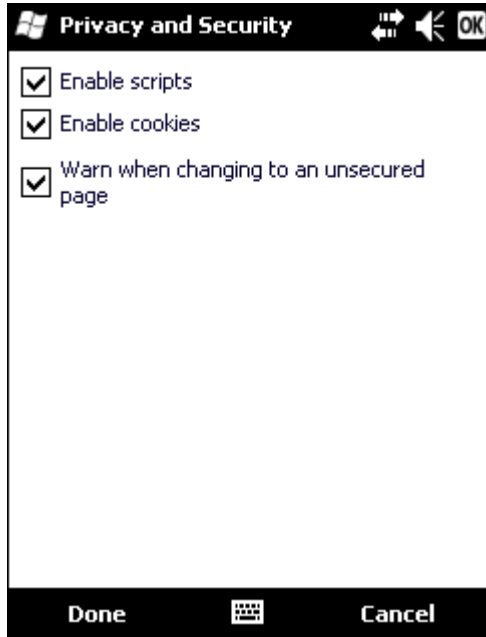 Privacy and Security OK
Enable scripts
Enable cookies
Warn when changing to an unsecured
page
Done Cancel